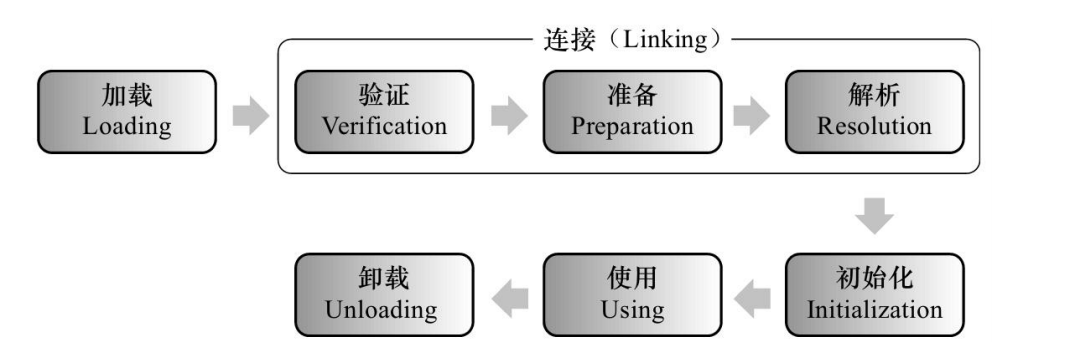 连接（Linking）
加载
Loading
验证
Verification
准备
Preparation
解析
Resolution
初始化
Initialization
使用
Using
卸载
Unloading